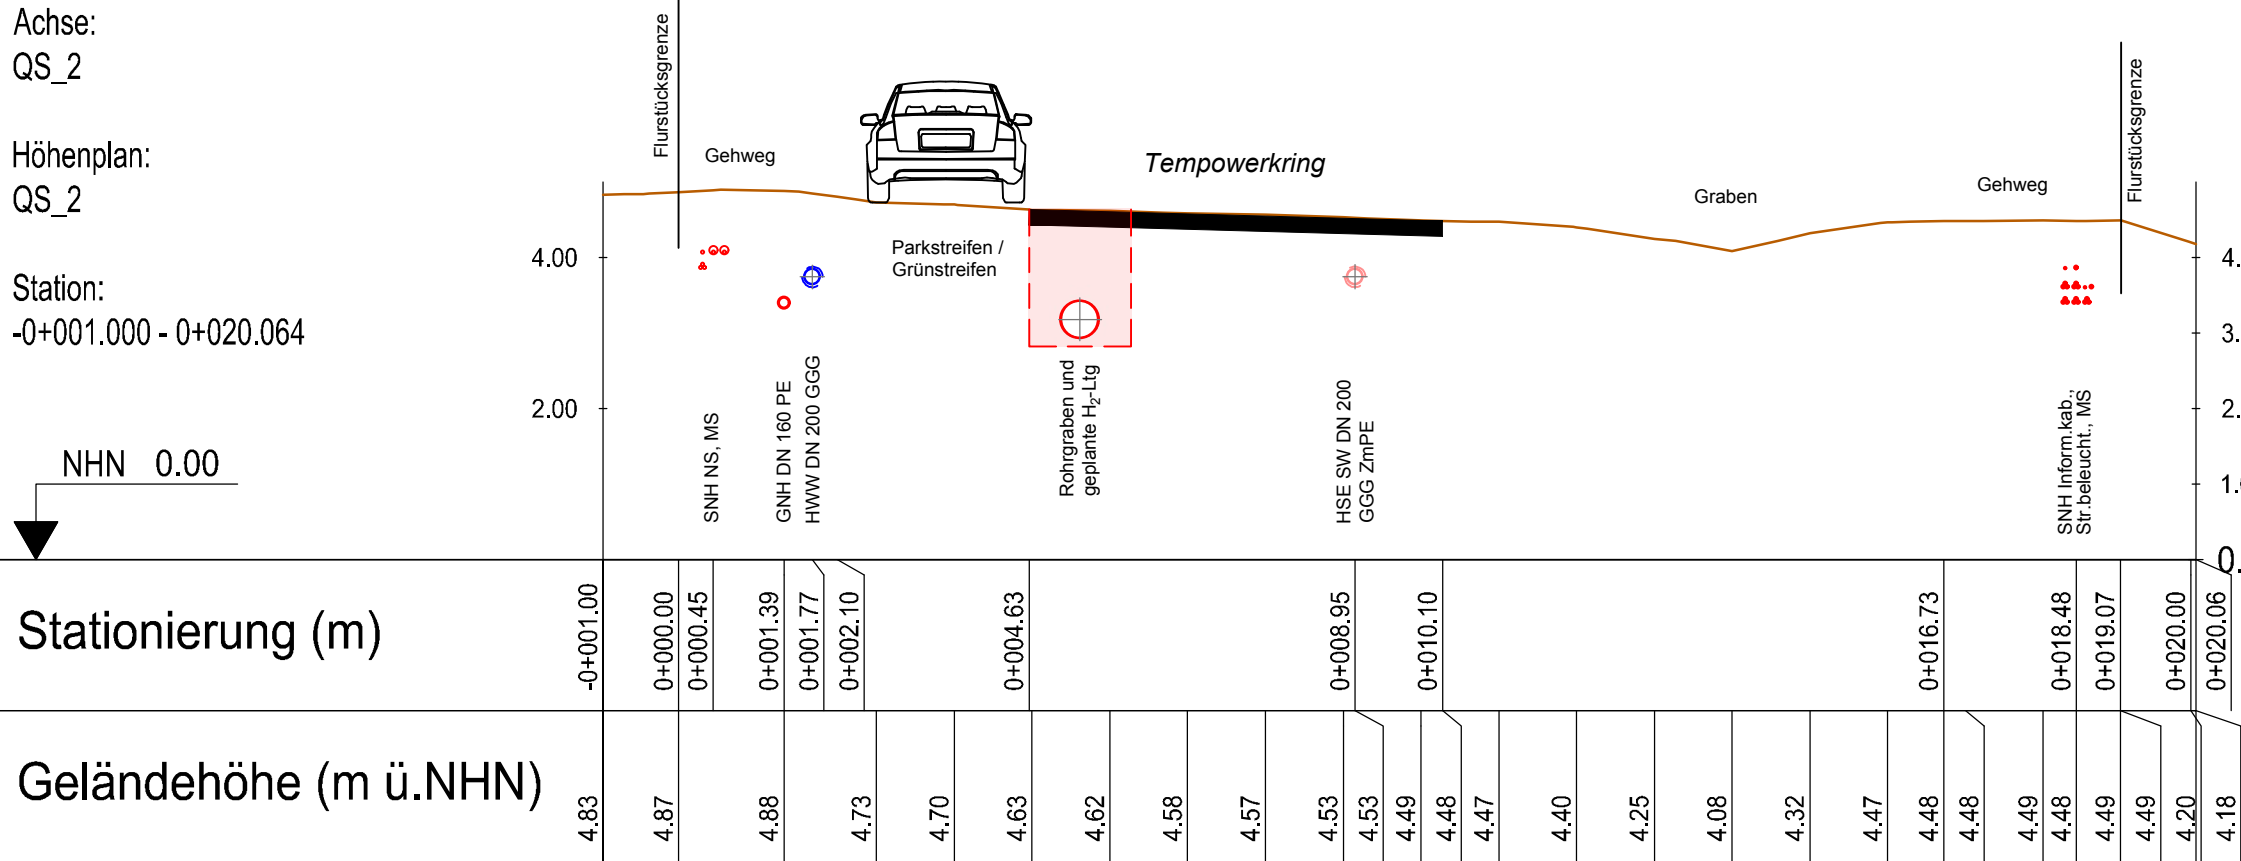 Achse:
QS_2
Höhenplan:
QS_2
Station:
-0+001.000 - 0+020.064
NHN 0.00
4.00
2.00
Flurstücksgrenze
Gehweg
Tempowerkring
Graben
Gehweg
Flurstücksgrenze
Parkstreifen /
Grünstreifen
SNH NS, MS
GNH DN 160 PE
HWW DN 200 GGG
Rohrgraben und
geplante H₂-Ltg
HSE SW DN 200
GGG ZmPE
SNH Inform.kab.,
Str.beleucht., MS
4.
3.
2.
1.
0.
Stationierung (m)
-0+001.00
0+000.00
0+000.45
0+001.39
0+001.77
0+002.10
0+004.63
0+008.95
0+010.10
0+016.73
0+018.48
0+019.07
0+020.00
0+020.06
Geländehöhe (m ü.NHN)
4.83
4.87
4.88
4.73
4.70
4.63
4.62
4.58
4.57
4.53
4.53
4.49
4.48
4.47
4.40
4.25
4.08
4.32
4.47
4.48
4.48
4.49
4.48
4.49
4.49
4.20
4.18